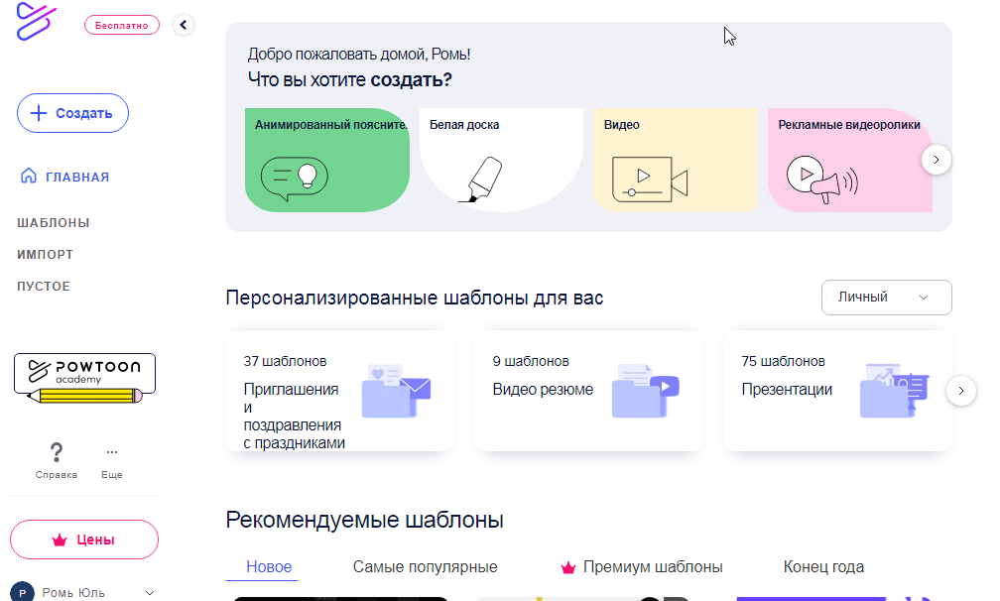 Бесплатно
Создать
ГЛАВНАЯ
ШАБЛОНЫ
ИМПОРТ
ПУСТОЕ
POWTOON
academy
?
...
Справка
Еще
Цены
Р
Ромь Юль
Добро пожаловать домой, Ромь!
Что вы хотите создать?
Анимированный поясните.
Белая доска
Видео
Рекламные видеоролики
Персонализированные шаблоны для вас
Личный
37 шаблонов
Приглашения
и
поздравления
с праздниками
9 шаблонов
Видео резюме
75 шаблонов
Презентации
Рекомендуемые шаблоны
Новое
Самые популярные
Премиум шаблоны
Конец года